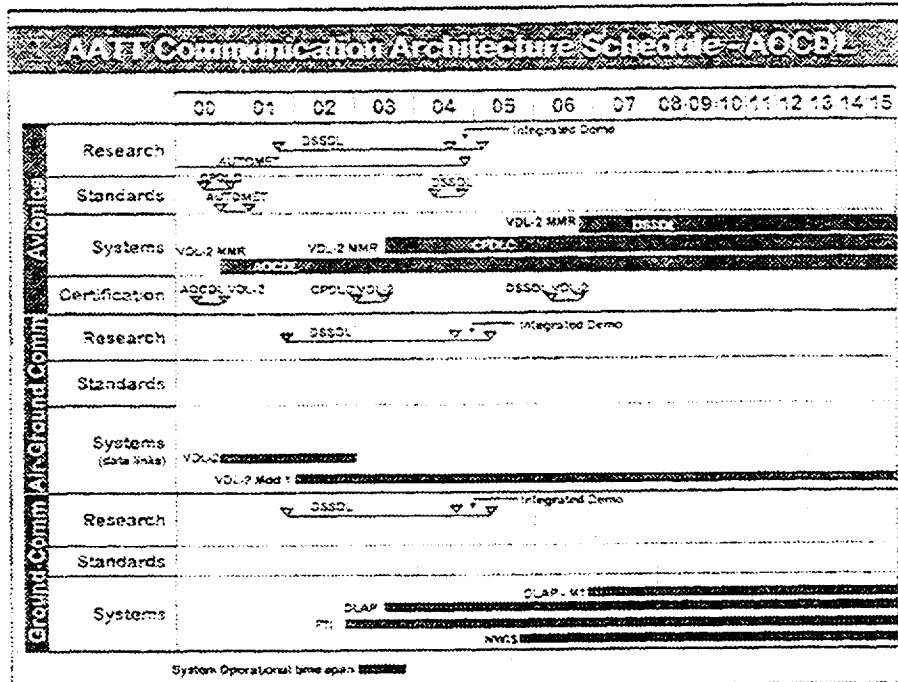 AATT Communication Architecture Schedule - AOCDL
00 01 02 03 04 05 06 07 08 09 10 11 12 13 14 15
Avionics
Research
DSSDL
Integrated Demo
AUTOMET
Standards
CPDLC
DSSDL
AUTOMET
Systems
VDL-2 MMR
DSSDL
VDL-2 MMR
VDL-2 MMR
CPDLC
AOCDL
Certification
AOCDL VDL-2
CPDLC VDL-2
DSSDL VDL-2
Air-Ground Comm
Research
DSSDL
Integrated Demo
Standards
Systems
(data links)
VDL-2
VDL-2 Mod 1
Ground-Comm
Research
DSSDL
Integrated Demo
Standards
Systems
DLAP - M1
DLAP
NWIS
System Operational time span